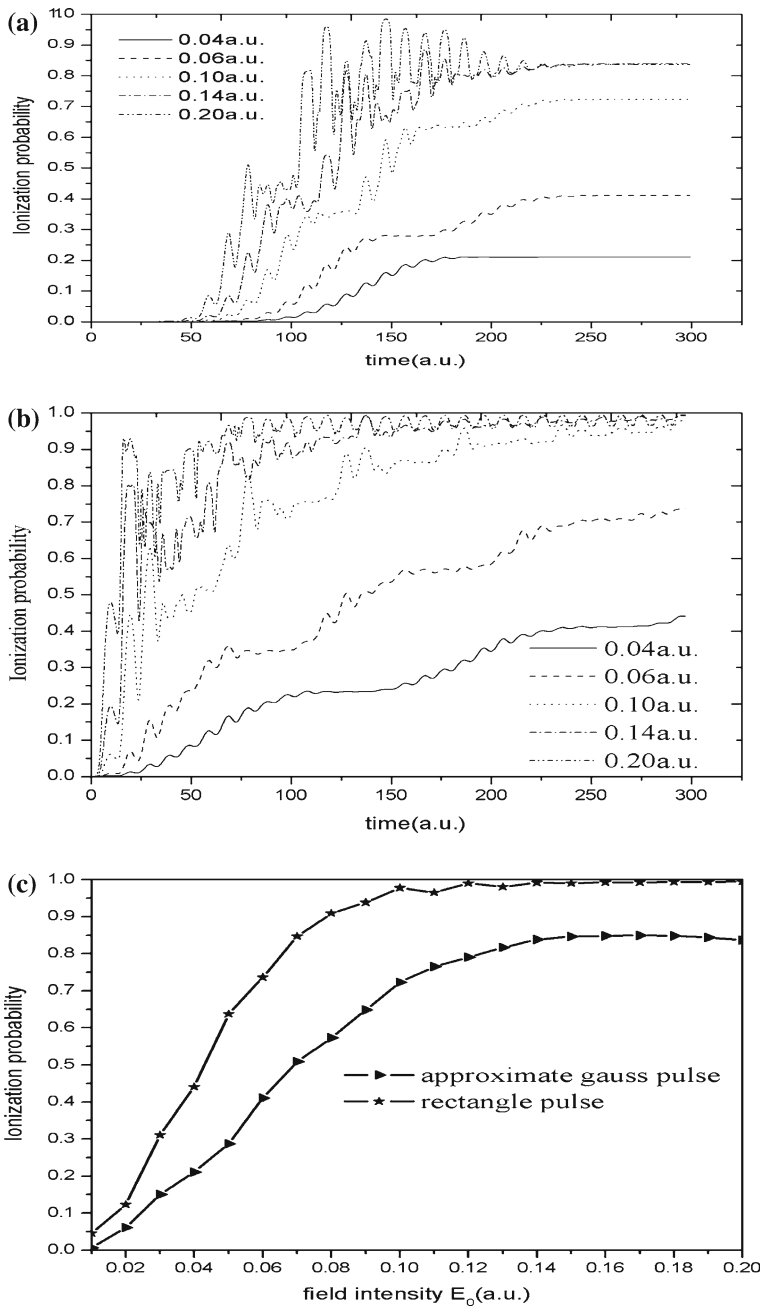 (a)
11.0
0.9
0.8
0.7
0.6
0.5
0.4
0.3
0.2
0.1
0.0
Ionization probability
0.04a.u.
0.06a.u.
0.10a.u.
0.14a.u.
0.20a.u.
0
50
100
150
200
250
300
time(a.u.)
(b)
1.0
0.9
0.8
0.7
0.6
0.5
0.4
0.3
0.2
0.1
0.0
Ionization probability
0.04a.u.
0.06a.u.
0.10a.u.
0.14a.u.
0.20a.u.
0
50
100
150
200
250
300
time(a.u.)
(c)
1.0
0.9
0.8
0.7
0.6
0.5
0.4
0.3
0.2
0.1
0.0
Ionization probability
approximate gauss pulse
rectangle pulse
0.02
0.04
0.06
0.08
0.10
0.12
0.14
0.16
0.18
0.20
field intensity E₀(a.u.)